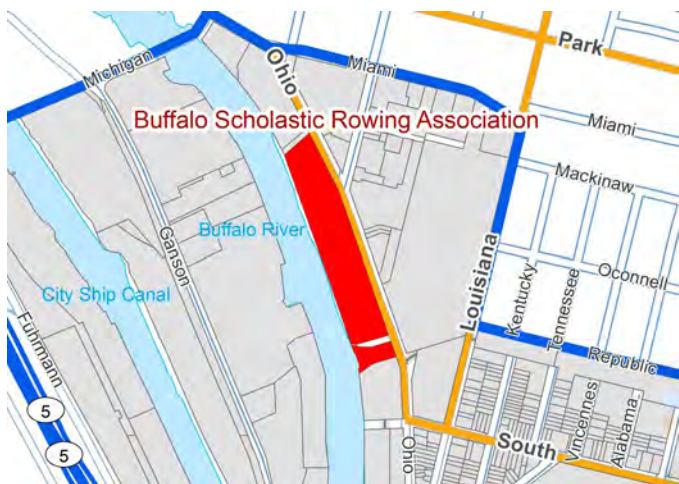 Park
Ohio
Michigan
Miami
Buffalo Scholastic Rowing Association
Miami
Mackinaw
Buffalo River
Ganson
Louisiana
Kentucky
Tennessee
Oconnell
City Ship Canal
Fuhrmann
Republic
5
5
Vincennes
Alabama
South
Ohio